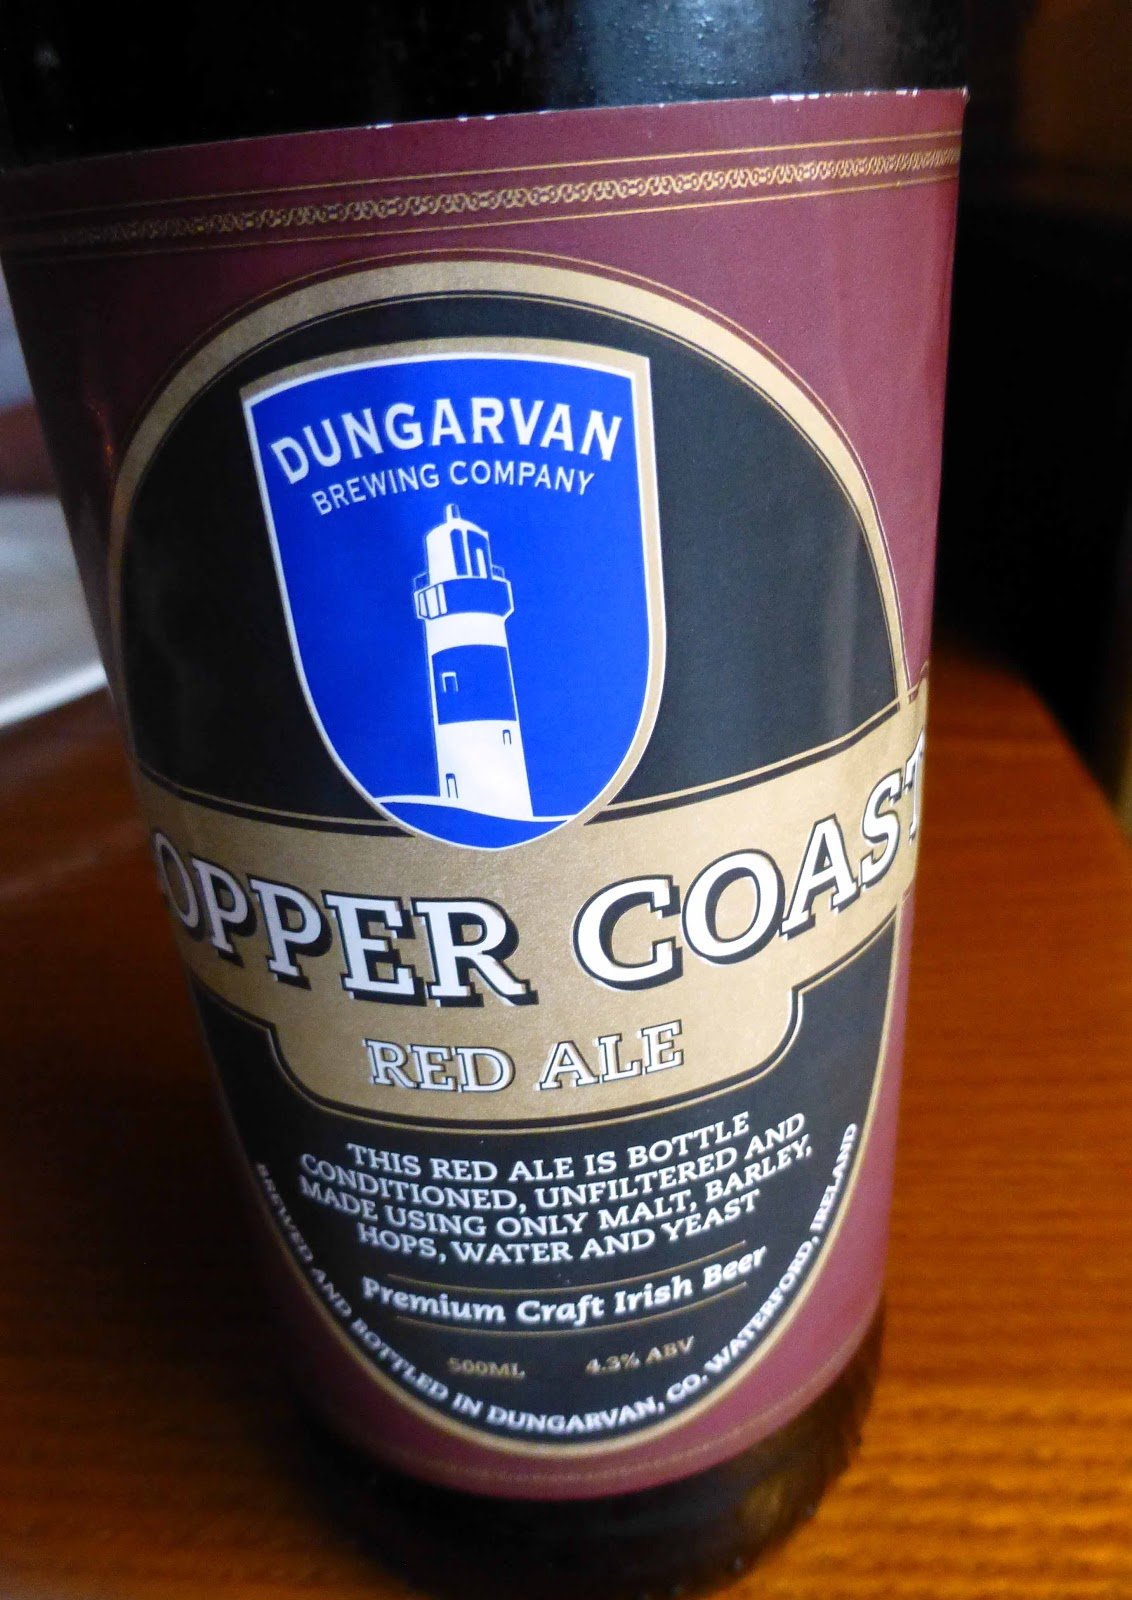 DUNGARVAN
BREWING COMPANY
OPPER COAST
RED ALE
THIS RED ALE IS BOTTLE
CONDITIONED, UNFILTERED AND
MADE USING ONLY MALT, BARLEY,
HOPS, WATER AND YEAST
Premium Craft Irish Beer
500ML 4.3% ABV
BREWED AND BOTTLED IN DUNGARVAN, CO. WATERFORD, IRELAND